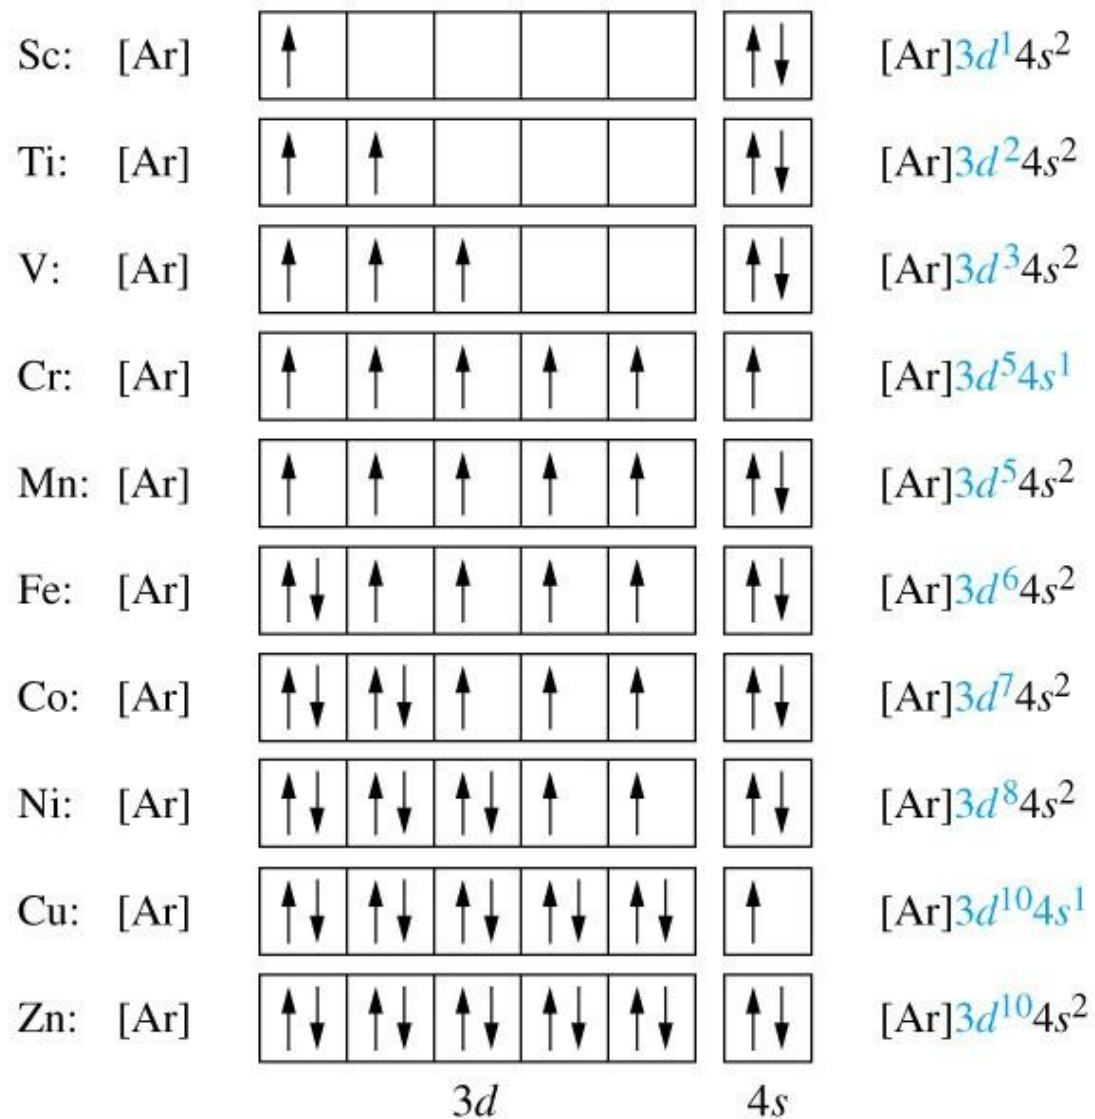 Sc: [Ar] [Ar]3d¹4s²
Ti: [Ar] [Ar]3d²4s²
V: [Ar] [Ar]3d³4s²
Cr: [Ar] [Ar]3d⁵4s¹
Mn: [Ar] [Ar]3d⁵4s²
Fe: [Ar] [Ar]3d⁶4s²
Co: [Ar] [Ar]3d⁷4s²
Ni: [Ar] [Ar]3d⁸4s²
Cu: [Ar] [Ar]3d¹⁰4s¹
Zn: [Ar] [Ar]3d¹⁰4s²
3d 4s